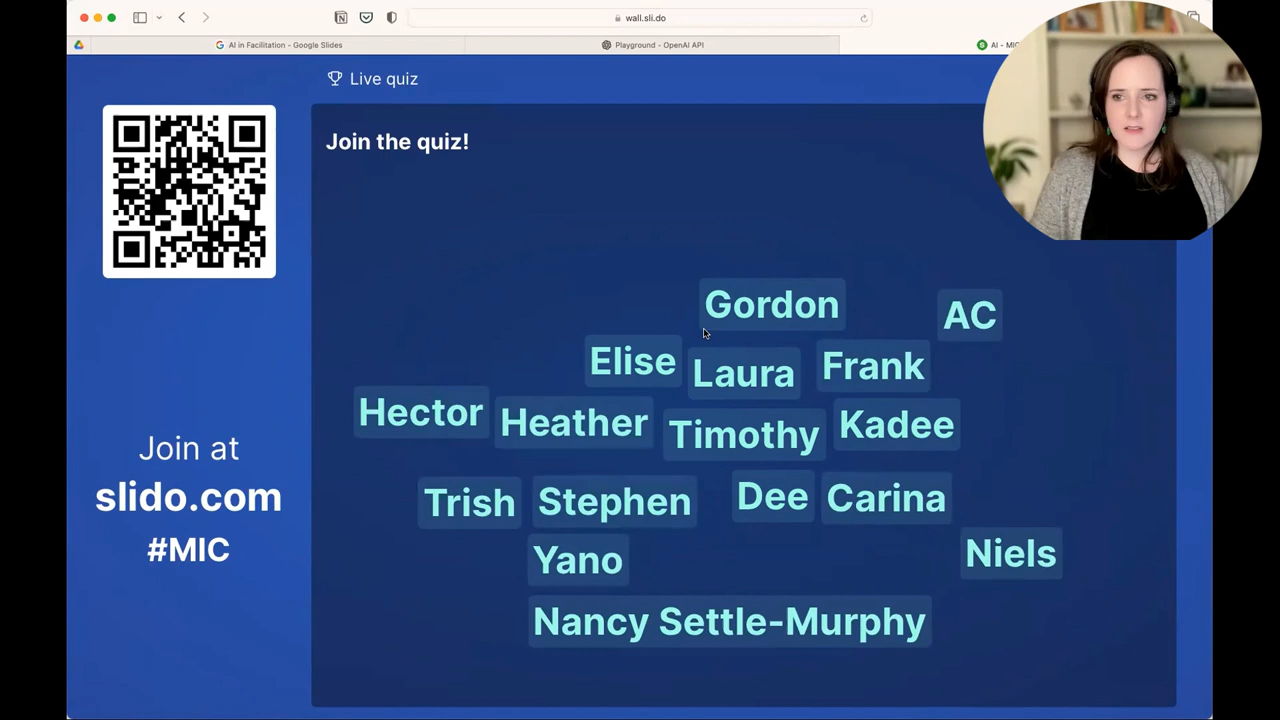 wall.sli.do
AI in Facilitation - Google Slides
Playground - OpenAI API
AI - MIC
Live quiz
Join the quiz!
Gordon
AC
Elise
Laura
Frank
Hector
Heather
Timothy
Kadee
Trish
Stephen
Dee
Carina
Yano
Niels
Nancy Settle-Murphy
Join at
slido.com
#MIC